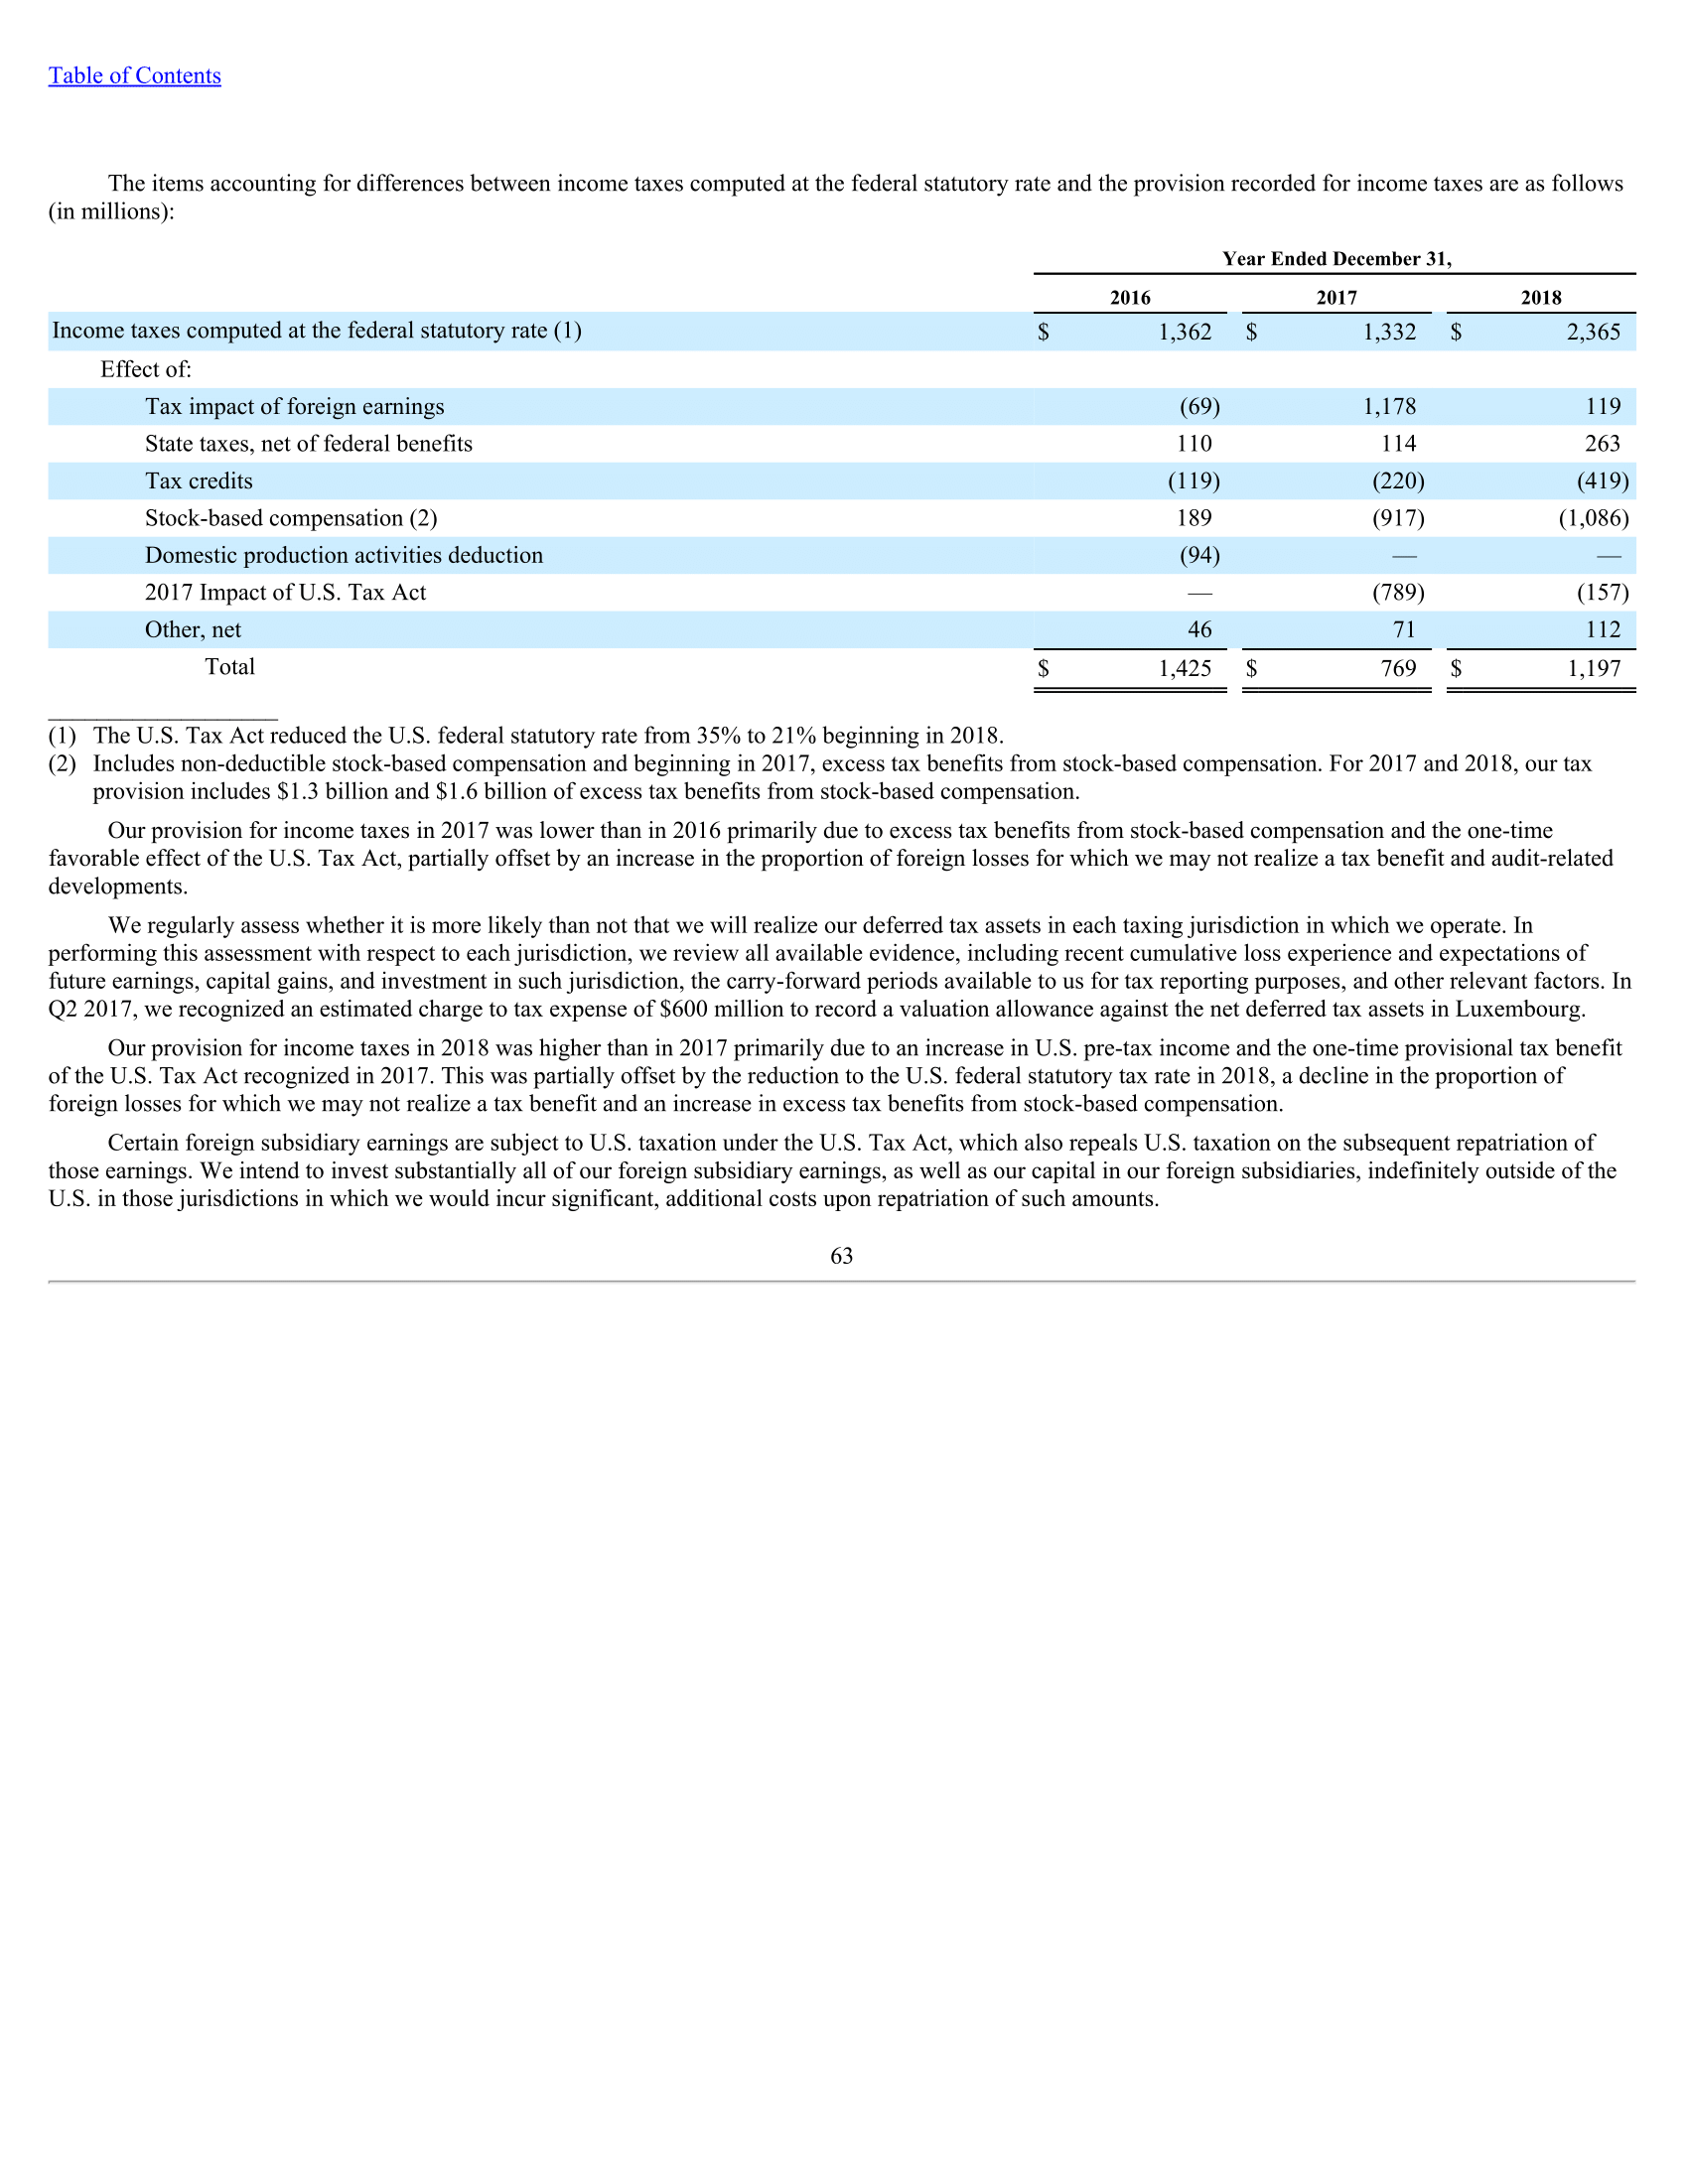 Table of Contents
The items accounting for differences between income taxes computed at the federal statutory rate and the provision recorded for income taxes are as follows
(in millions):
Year Ended December 31,
2016 2017 2018
Income taxes computed at the federal statutory rate (1) $ 1,362 $ 1,332 $ 2,365
Effect of:
Tax impact of foreign earnings (69) 1,178 119
State taxes, net of federal benefits 110 114 263
Tax credits (119) (220) (419)
Stock-based compensation (2) 189 (917) (1,086)
Domestic production activities deduction (94) — —
2017 Impact of U.S. Tax Act — (789) (157)
Other, net 46 71 112
Total $ 1,425 $ 769 $ 1,197
(1) The U.S. Tax Act reduced the U.S. federal statutory rate from 35% to 21% beginning in 2018.
(2) Includes non-deductible stock-based compensation and beginning in 2017, excess tax benefits from stock-based compensation. For 2017 and 2018, our tax
provision includes $1.3 billion and $1.6 billion of excess tax benefits from stock-based compensation.
Our provision for income taxes in 2017 was lower than in 2016 primarily due to excess tax benefits from stock-based compensation and the one-time
favorable effect of the U.S. Tax Act, partially offset by an increase in the proportion of foreign losses for which we may not realize a tax benefit and audit-related
developments.
We regularly assess whether it is more likely than not that we will realize our deferred tax assets in each taxing jurisdiction in which we operate. In
performing this assessment with respect to each jurisdiction, we review all available evidence, including recent cumulative loss experience and expectations of
future earnings, capital gains, and investment in such jurisdiction, the carry-forward periods available to us for tax reporting purposes, and other relevant factors. In
Q2 2017, we recognized an estimated charge to tax expense of $600 million to record a valuation allowance against the net deferred tax assets in Luxembourg.
Our provision for income taxes in 2018 was higher than in 2017 primarily due to an increase in U.S. pre-tax income and the one-time provisional tax benefit
of the U.S. Tax Act recognized in 2017. This was partially offset by the reduction to the U.S. federal statutory tax rate in 2018, a decline in the proportion of
foreign losses for which we may not realize a tax benefit and an increase in excess tax benefits from stock-based compensation.
Certain foreign subsidiary earnings are subject to U.S. taxation under the U.S. Tax Act, which also repeals U.S. taxation on the subsequent repatriation of
those earnings. We intend to invest substantially all of our foreign subsidiary earnings, as well as our capital in our foreign subsidiaries, indefinitely outside of the
U.S. in those jurisdictions in which we would incur significant, additional costs upon repatriation of such amounts.
63